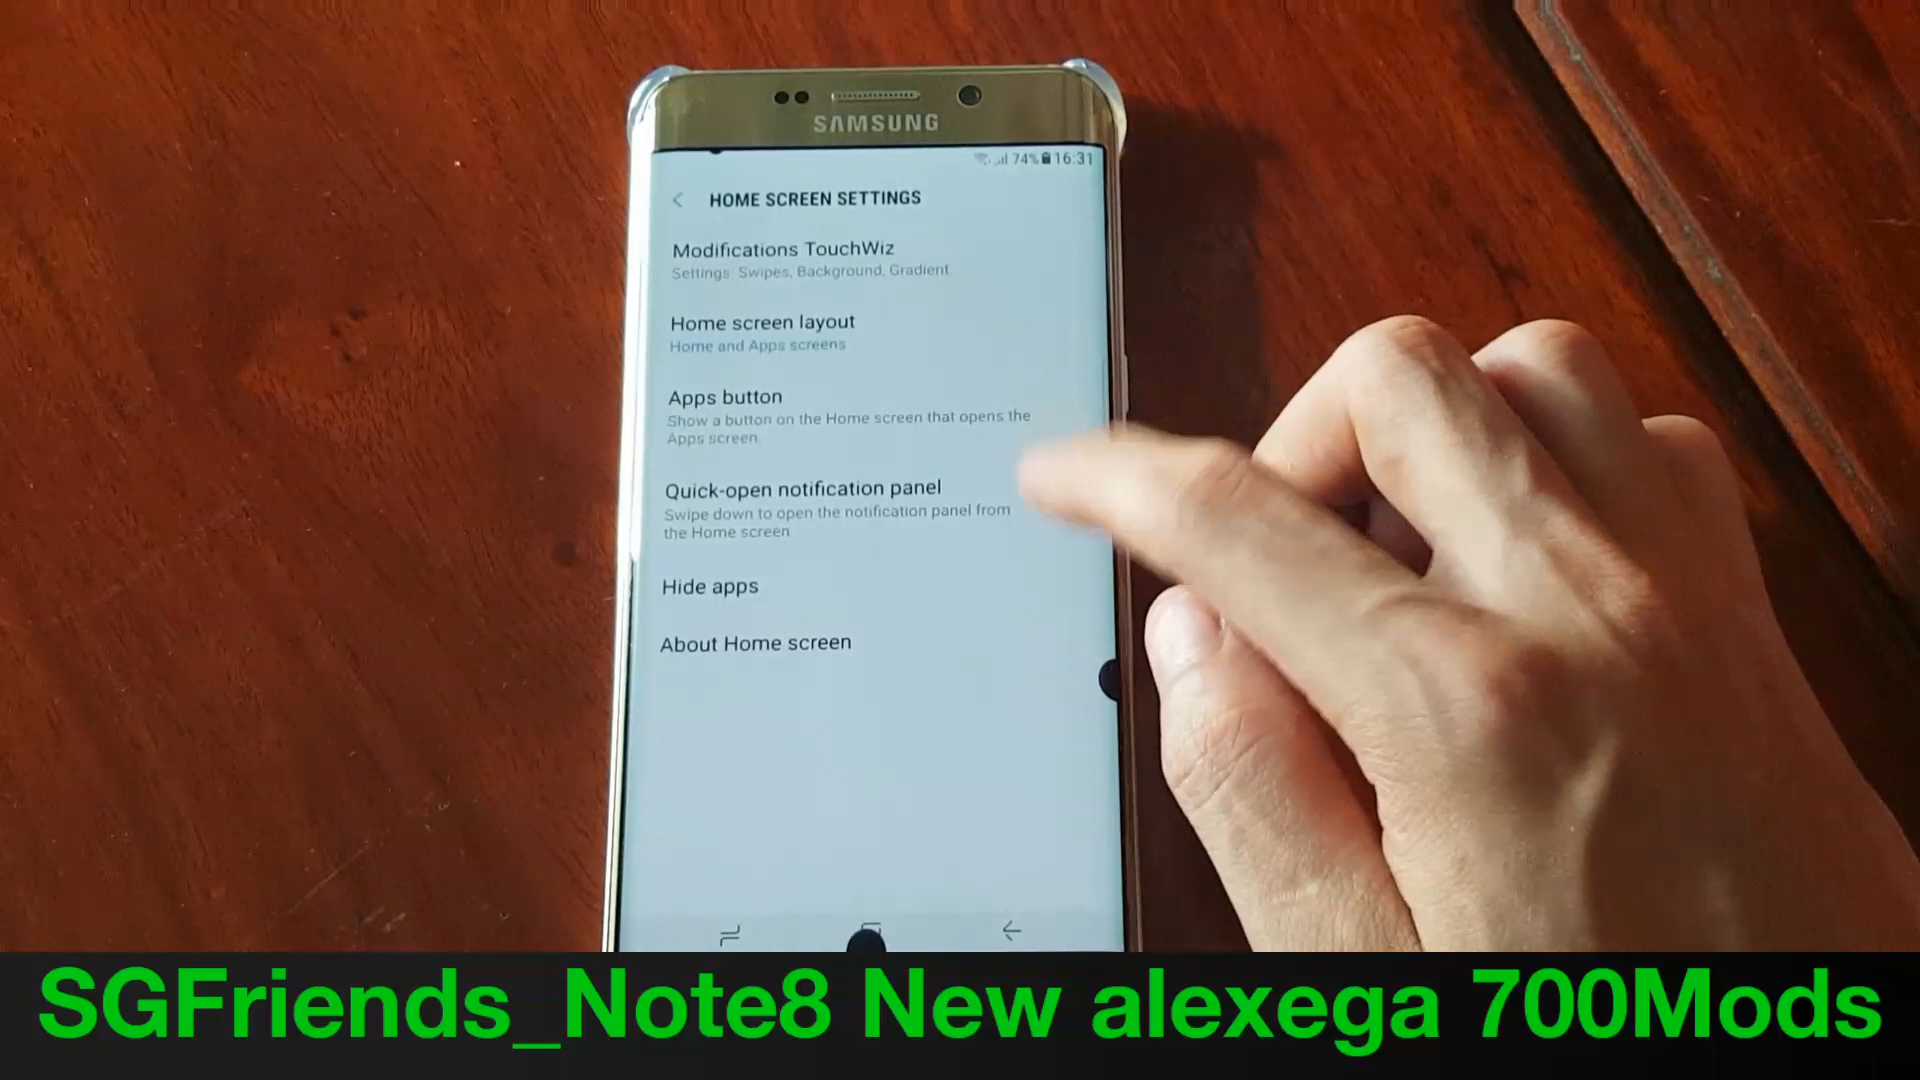 SAMSUNG
74% 16:31
HOME SCREEN SETTINGS
Modifications TouchWiz
Settings: Swipes, Background, Gradient
Home screen layout
Home and Apps screens
Apps button
Show a button on the Home screen that opens the
Apps screen.
Quick-open notification panel
Swipe down to open the notification panel from
the Home screen
Hide apps
About Home screen
SGFriends_Note8 New alexega 700Mods